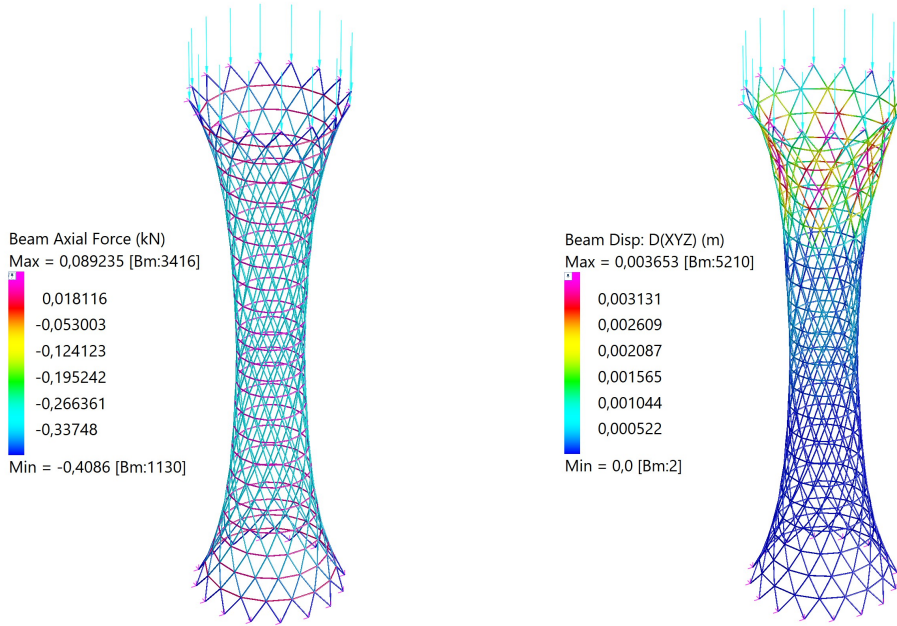 Beam Axial Force (kN)
Max = 0,089235 [Bm:3416]
0,018116
-0,053003
-0,124123
-0,195242
-0,266361
-0,33748
Min = -0,4086 [Bm:1130]
Beam Disp: D(XYZ) (m)
Max = 0,003653 [Bm:5210]
0,003131
0,002609
0,002087
0,001565
0,001044
0,000522
Min = 0,0 [Bm:2]